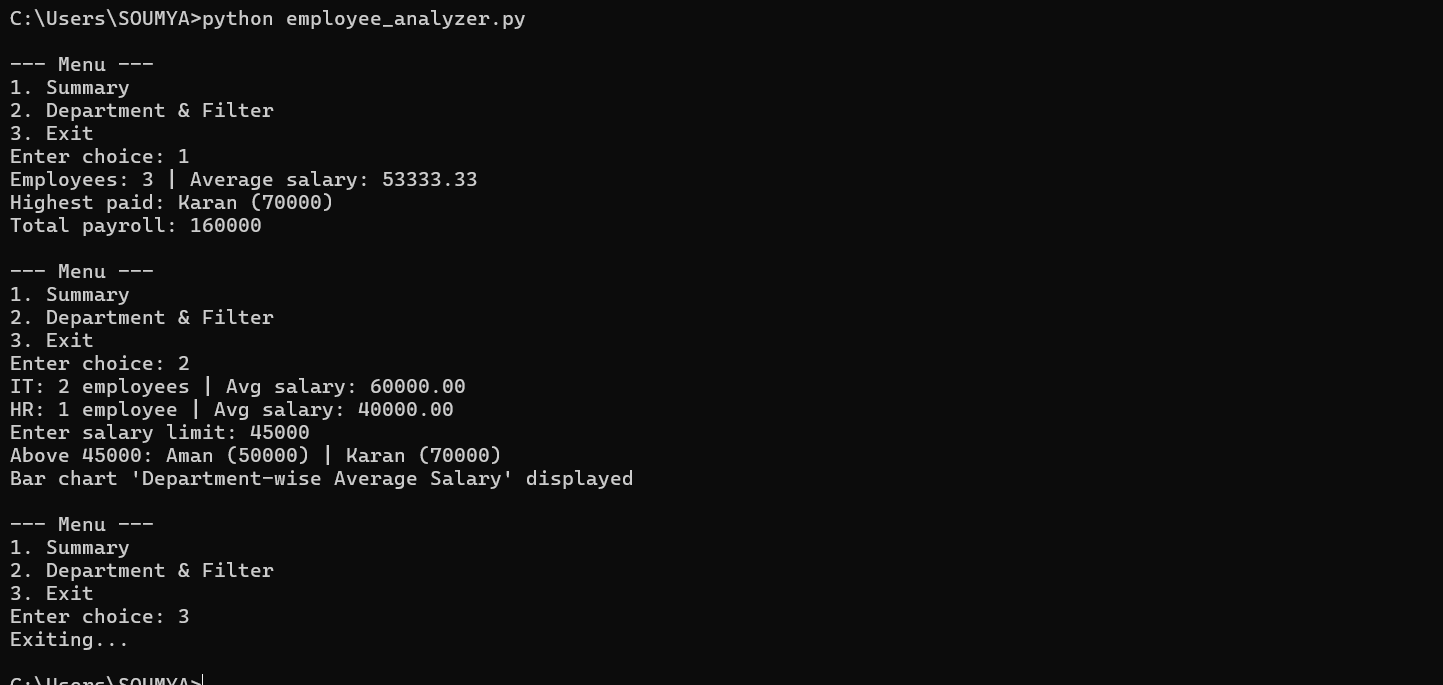 C:\Users\SOUMYA>python employee_analyzer.py
--- Menu ---
1. Summary
2. Department & Filter
3. Exit
Enter choice: 1
Employees: 3 | Average salary: 53333.33
Highest paid: Karan (70000)
Total payroll: 160000
--- Menu ---
1. Summary
2. Department & Filter
3. Exit
Enter choice: 2
IT: 2 employees | Avg salary: 60000.00
HR: 1 employee | Avg salary: 40000.00
Enter salary limit: 45000
Above 45000: Aman (50000) | Karan (70000)
Bar chart 'Department-wise Average Salary' displayed
--- Menu ---
1. Summary
2. Department & Filter
3. Exit
Enter choice: 3
Exiting...
C:\Users\SOUMYA>